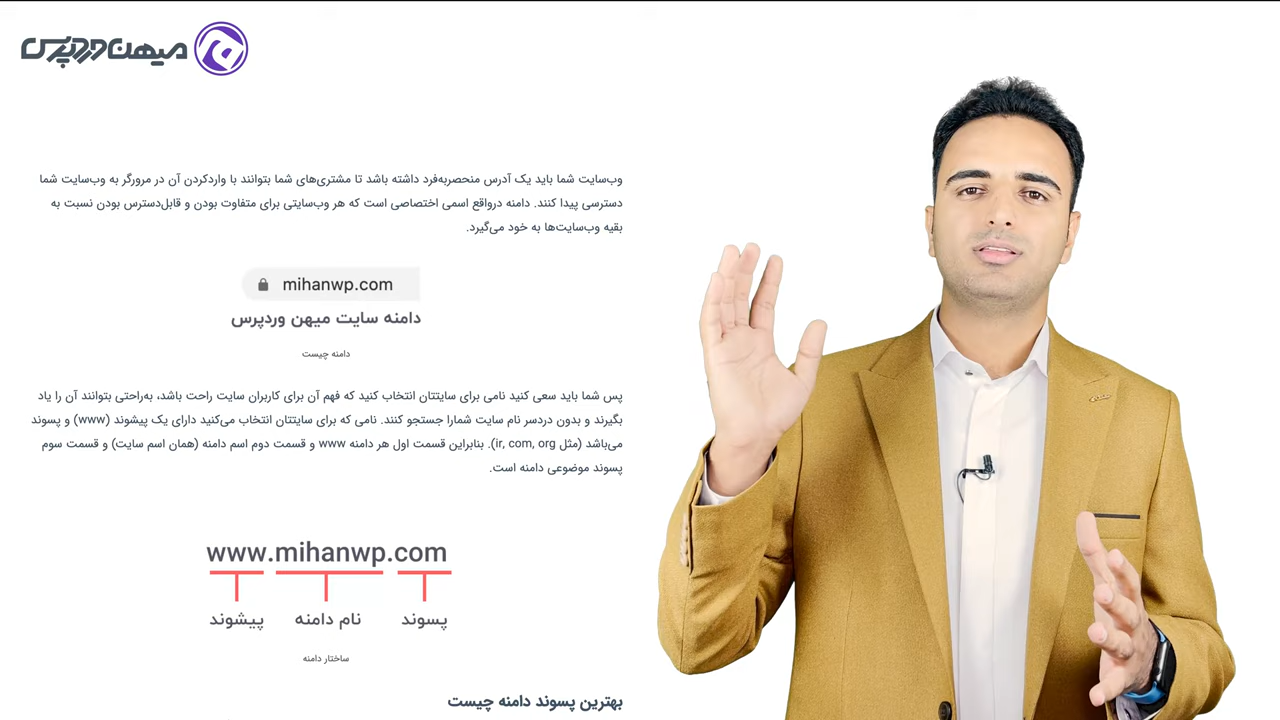 میهن وردپرس
وب‌سایت شما باید یک آدرس منحصربه‌فرد داشته باشد تا مشتری‌های شما بتوانند با واردکردن آن در مرورگر به وب‌سایت شما
دسترسی پیدا کنند. دامنه درواقع اسمی اختصاصی است که هر وب‌سایتی برای متفاوت بودن و قابل‌دسترس بودن نسبت به
بقیه وب‌سایت‌ها به خود می‌گیرد.
mihanwp.com
دامنه سایت میهن وردپرس
دامنه چیست
پس شما باید سعی کنید نامی برای سایتتان انتخاب کنید که فهم آن برای کاربران سایت راحت باشد، به‌راحتی بتوانند آن را یاد
بگیرند و بدون دردسر نام سایت شمارا جستجو کنند. نامی که برای سایتتان انتخاب می‌کنید دارای یک پیشوند (www) و پسوند
می‌باشد (مثل ir, com, org). بنابراین قسمت اول هر دامنه www و قسمت دوم اسم دامنه (همان اسم سایت) و قسمت سوم
پسوند موضوعی دامنه است.
www.mihanwp.com
پیشوند نام دامنه پسوند
ساختار دامنه
بهترین پسوند دامنه چیست